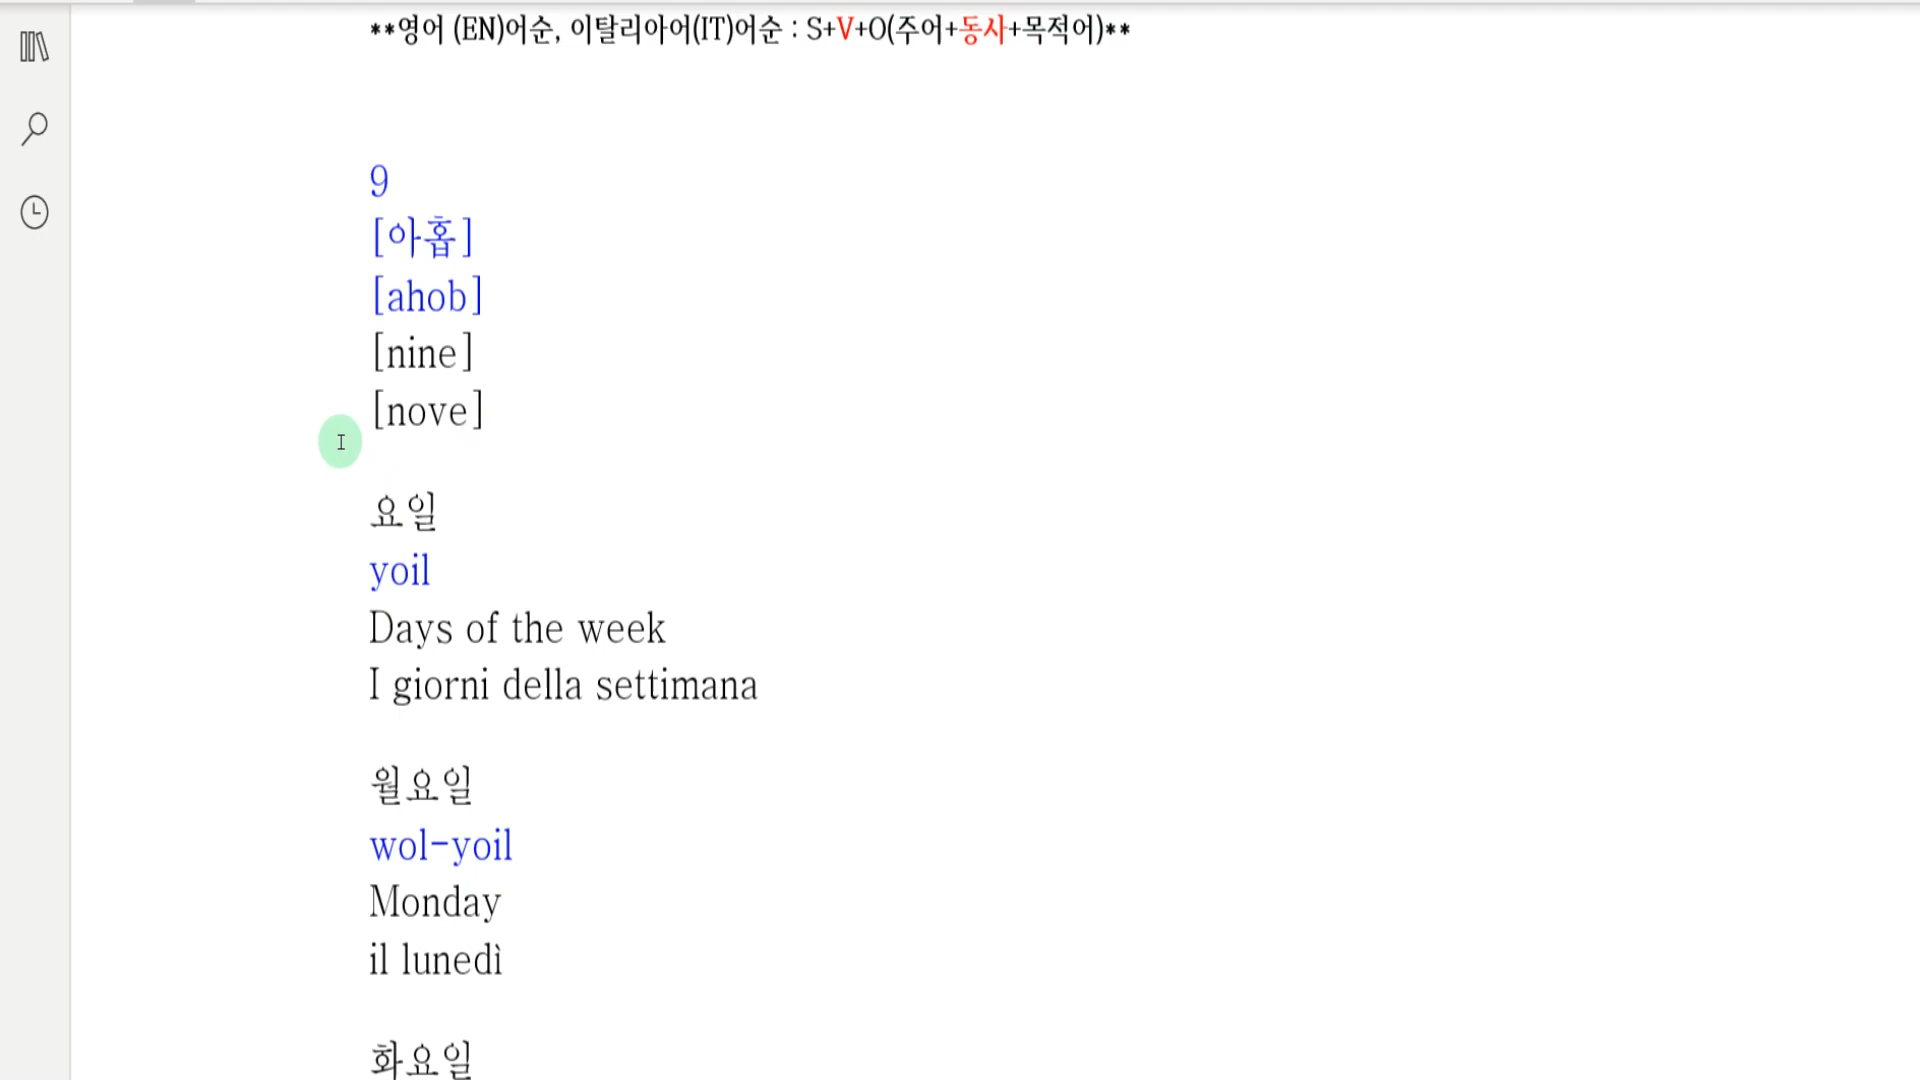 **영어 (EN)어순, 이탈리아어(IT)어순 : S+V+O(주어+동사+목적어)**
9
[아홉]
[ahob]
[nine]
[nove]
요일
yoil
Days of the week
I giorni della settimana
월요일
wol-yoil
Monday
il lunedì
화요일